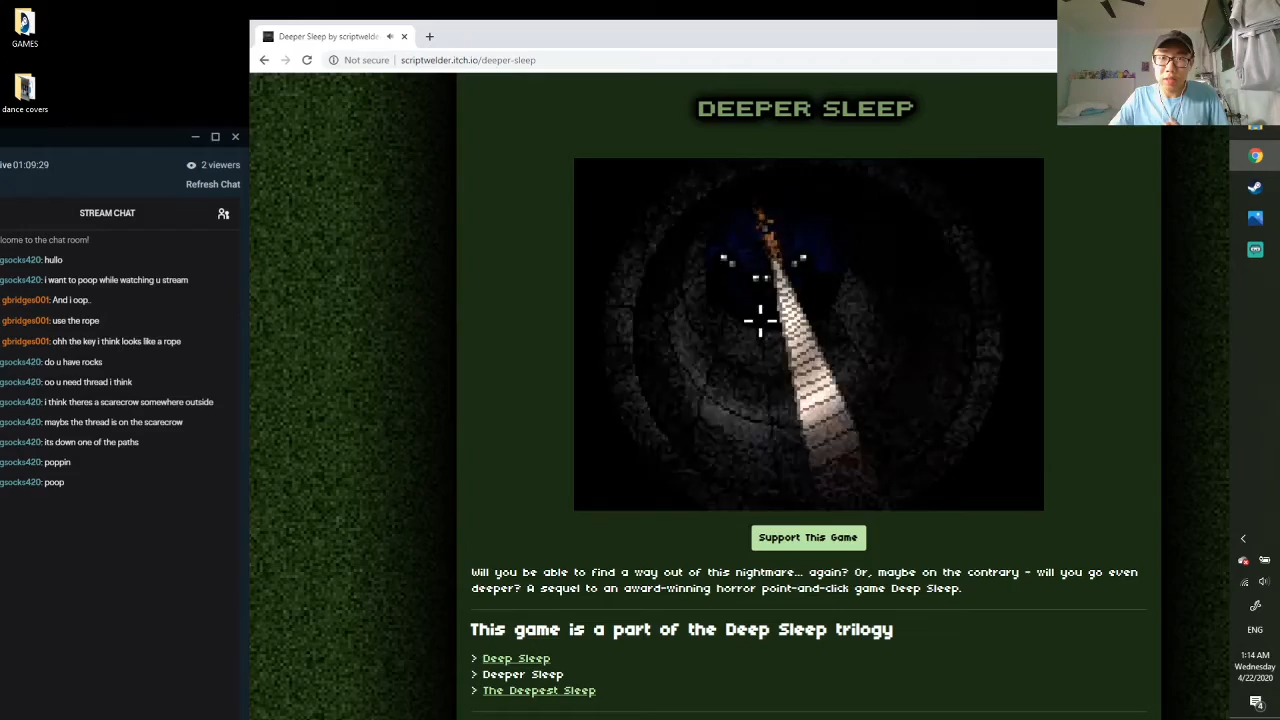 GAMES
dance covers
Deeper Sleep by scriptwelde
Not secure
scriptwelder.itch.io/deeper-sleep
ive 01:09:29
2 viewers
Refresh Chat
STREAM CHAT
lcome to the chat room!
gsocks420: hullo
gsocks420: i want to poop while watching u stream
gbridges001: And i oop..
gbridges001: use the rope
gbridges001: ohh the key i think looks like a rope
gsocks420: do u have rocks
gsocks420: oo u need thread i think
gsocks420: i think theres a scarecrow somewhere outside
gsocks420: maybs the thread is on the scarecrow
gsocks420: its down one of the paths
gsocks420: poppin
gsocks420: poop
DEEPER SLEEP
Support This Game
Will you be able to find a way out of this nightmare... again? Or, maybe on the contrary - will you go even
deeper? A sequel to an award-winning horror point-and-click game Deep Sleep.
This game is a part of the Deep Sleep trilogy
> Deep Sleep
> Deeper Sleep
> The Deepest Sleep
ENG
1:14 AM
Wednesday
4/22/2020
4